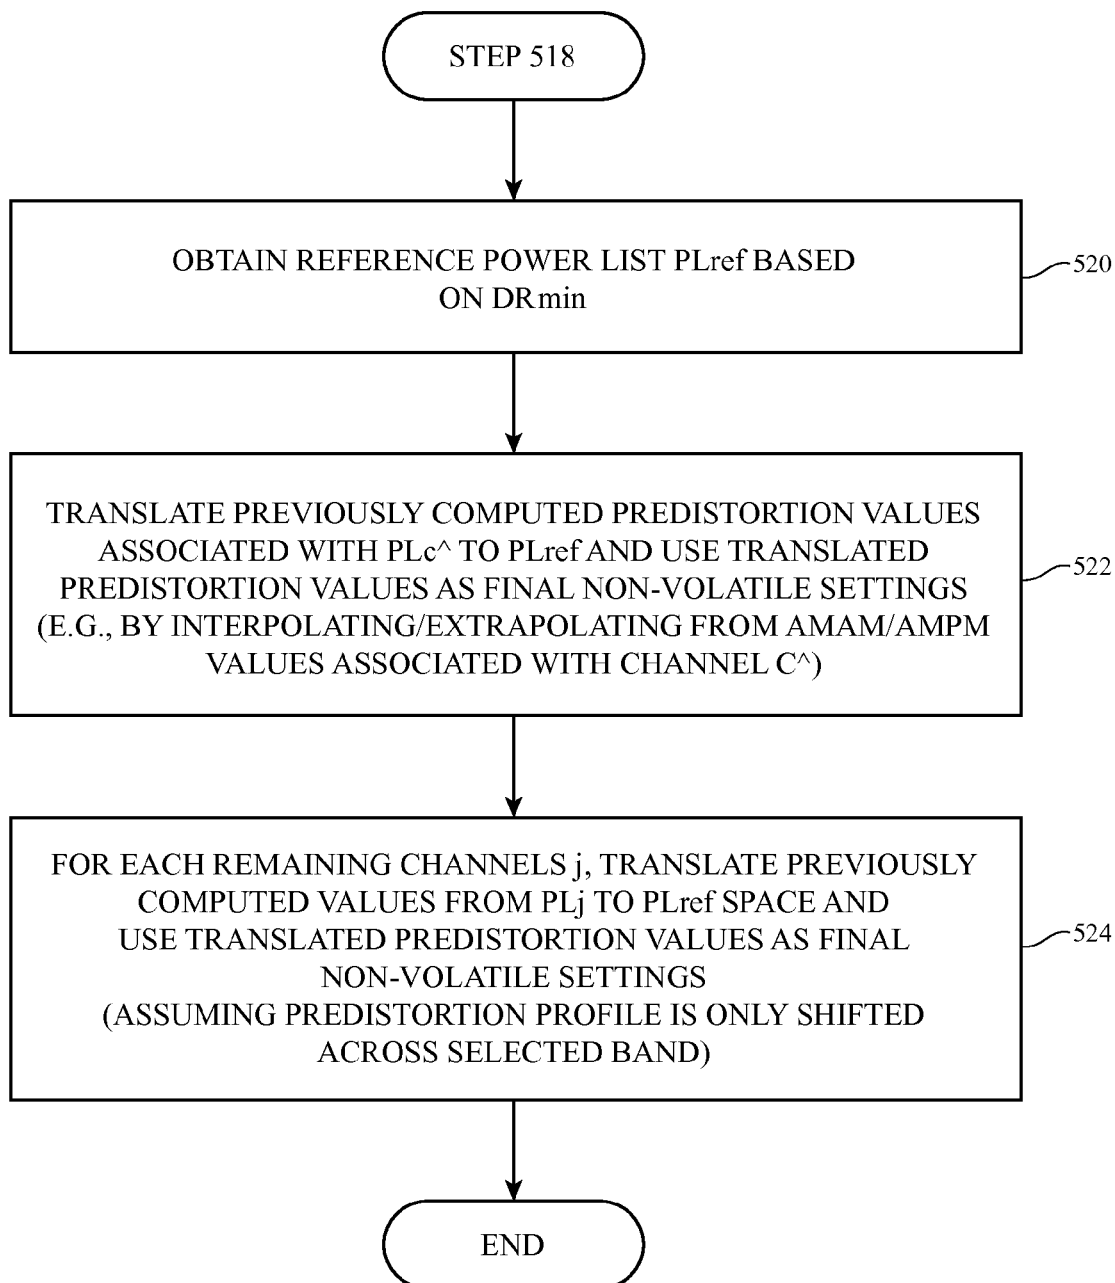 STEP 518
OBTAIN REFERENCE POWER LIST PLref BASED
ON DRmin
520
TRANSLATE PREVIOUSLY COMPUTED PREDISTORTION VALUES
ASSOCIATED WITH PLc^ TO PLref AND USE TRANSLATED
PREDISTORTION VALUES AS FINAL NON-VOLATILE SETTINGS
(E.G., BY INTERPOLATING/EXTRAPOLATING FROM AMAM/AMPM
VALUES ASSOCIATED WITH CHANNEL C^)
522
FOR EACH REMAINING CHANNELS j, TRANSLATE PREVIOUSLY
COMPUTED VALUES FROM PLj TO PLref SPACE AND
USE TRANSLATED PREDISTORTION VALUES AS FINAL
NON-VOLATILE SETTINGS
(ASSUMING PREDISTORTION PROFILE IS ONLY SHIFTED
ACROSS SELECTED BAND)
524
END